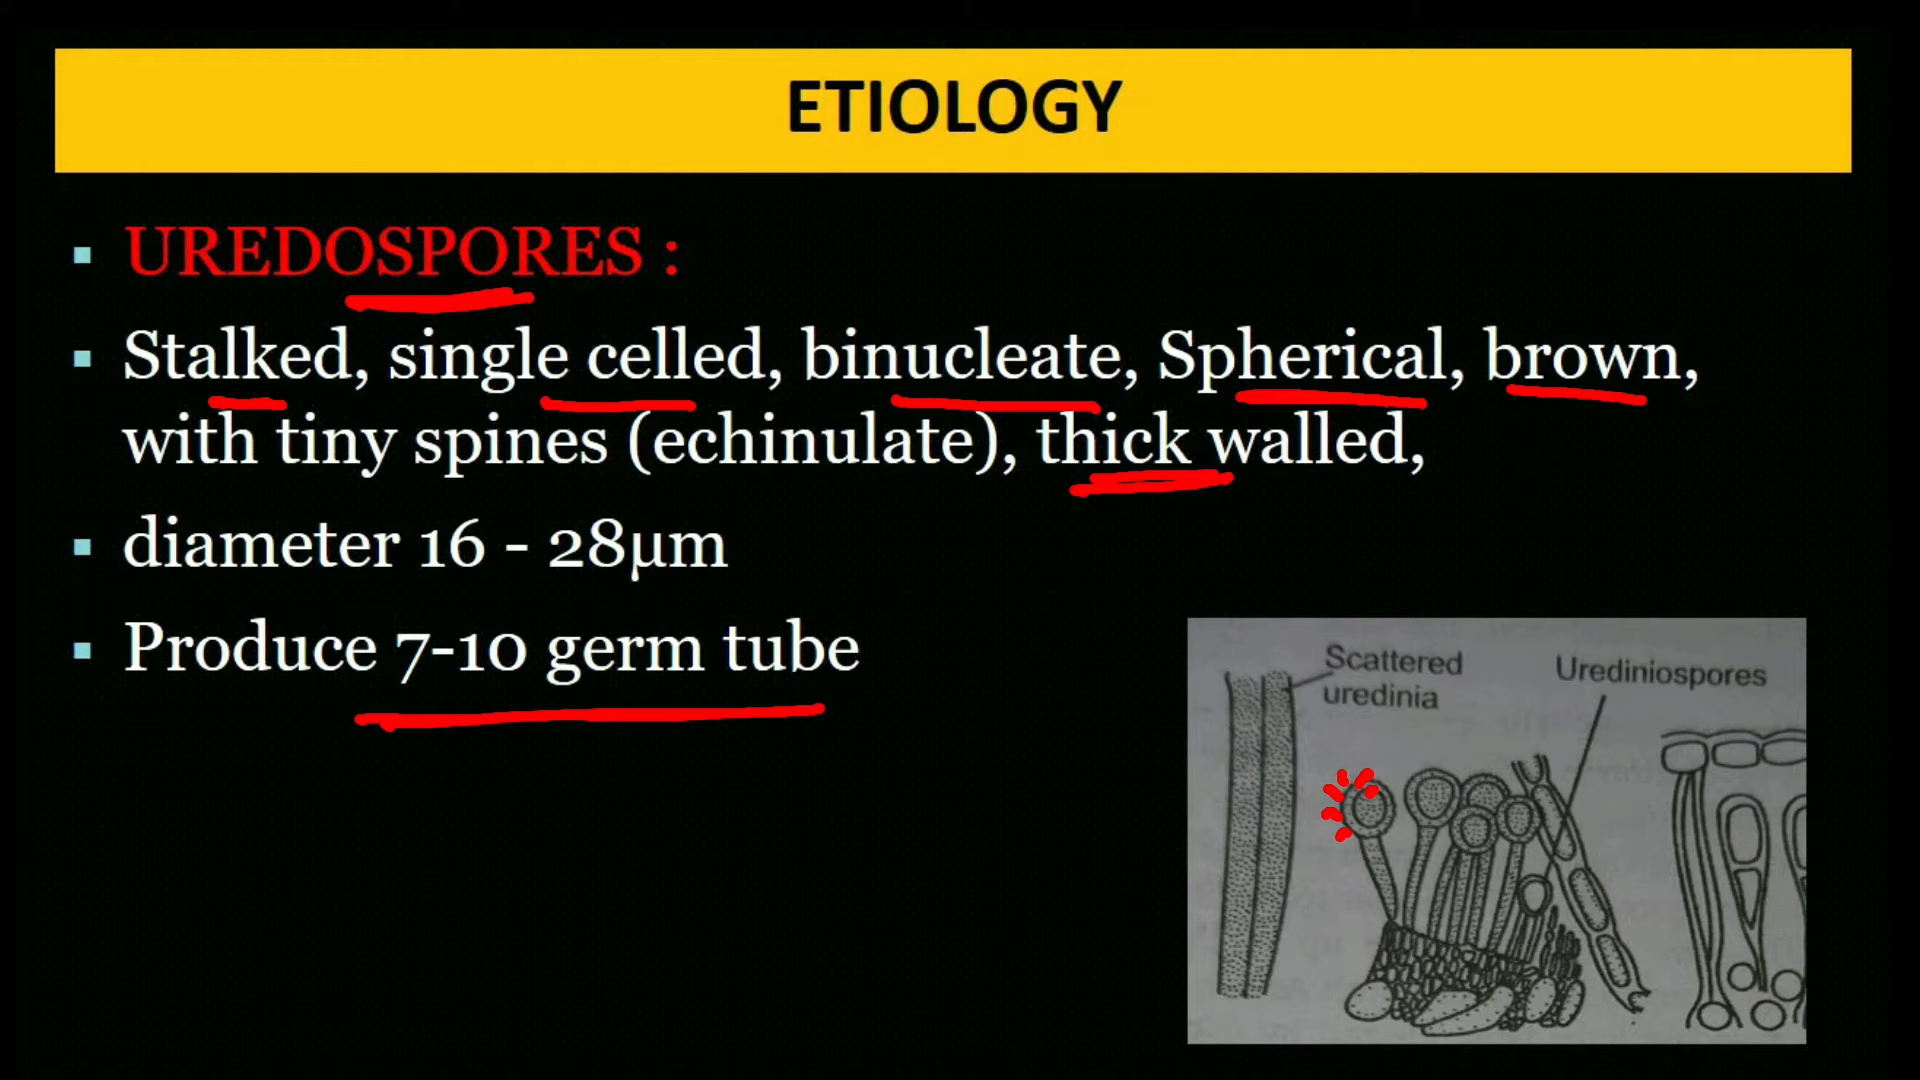 ETIOLOGY
UREDOSPORES :
Stalked, single celled, binucleate, Spherical, brown,
with tiny spines (echinulate), thick walled,
diameter 16 - 28µm
Produce 7-10 germ tube
Scattered
uredinia
Urediniospores